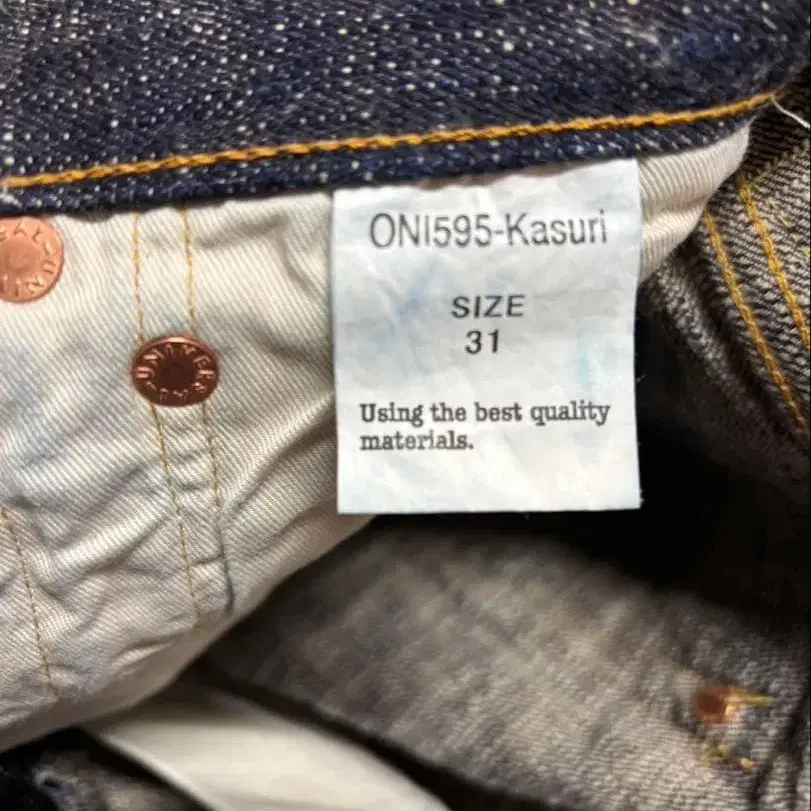 ONI595-Kasuri
SIZE
31
Using the best quality
materials.